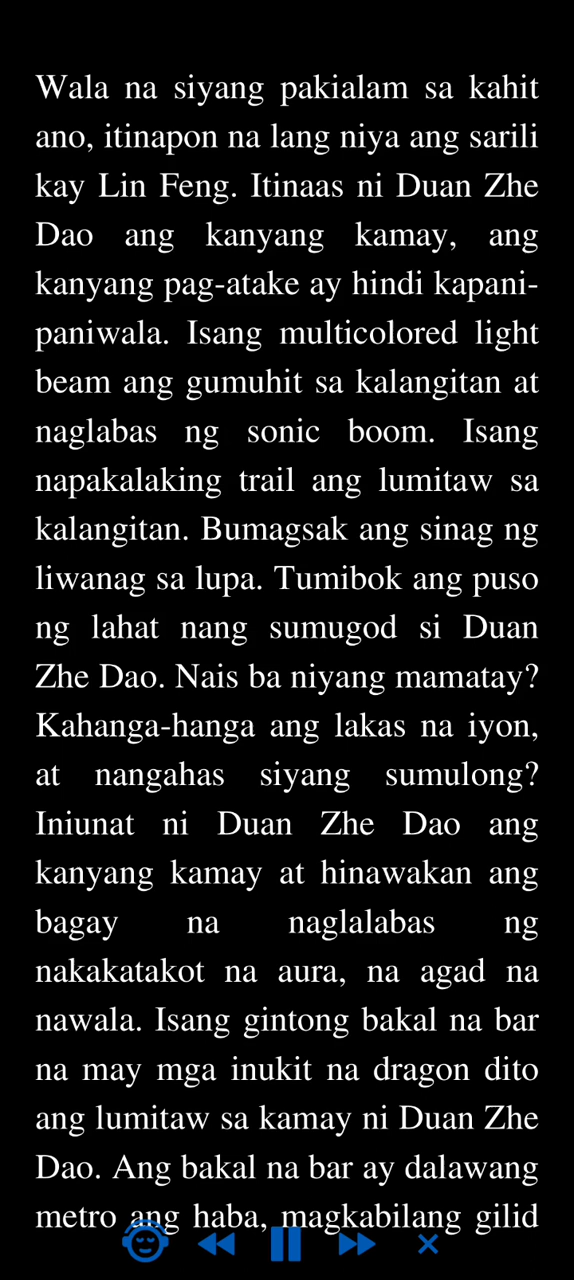 Wala na siyang pakialam sa kahit
ano, itinapon na lang niya ang sarili
kay Lin Feng. Itinaas ni Duan Zhe
Dao ang kanyang kamay, ang
kanyang pag-atake ay hindi kapani-
paniwala. Isang multicolored light
beam ang gumuhit sa kalangitan at
naglabas ng sonic boom. Isang
napakalaking trail ang lumitaw sa
kalangitan. Bumagsak ang sinag ng
liwanag sa lupa. Tumibok ang puso
ng lahat nang sumugod si Duan
Zhe Dao. Nais ba niyang mamatay?
Kahanga-hanga ang lakas na iyon,
at nangahas siyang sumulong?
Iniunat ni Duan Zhe Dao ang
kanyang kamay at hinawakan ang
bagay na naglalabas ng
nakakatakot na aura, na agad na
nawala. Isang gintong bakal na bar
na may mga inukit na dragon dito
ang lumitaw sa kamay ni Duan Zhe
Dao. Ang bakal na bar ay dalawang
metro ang haba, magkabilang gilid